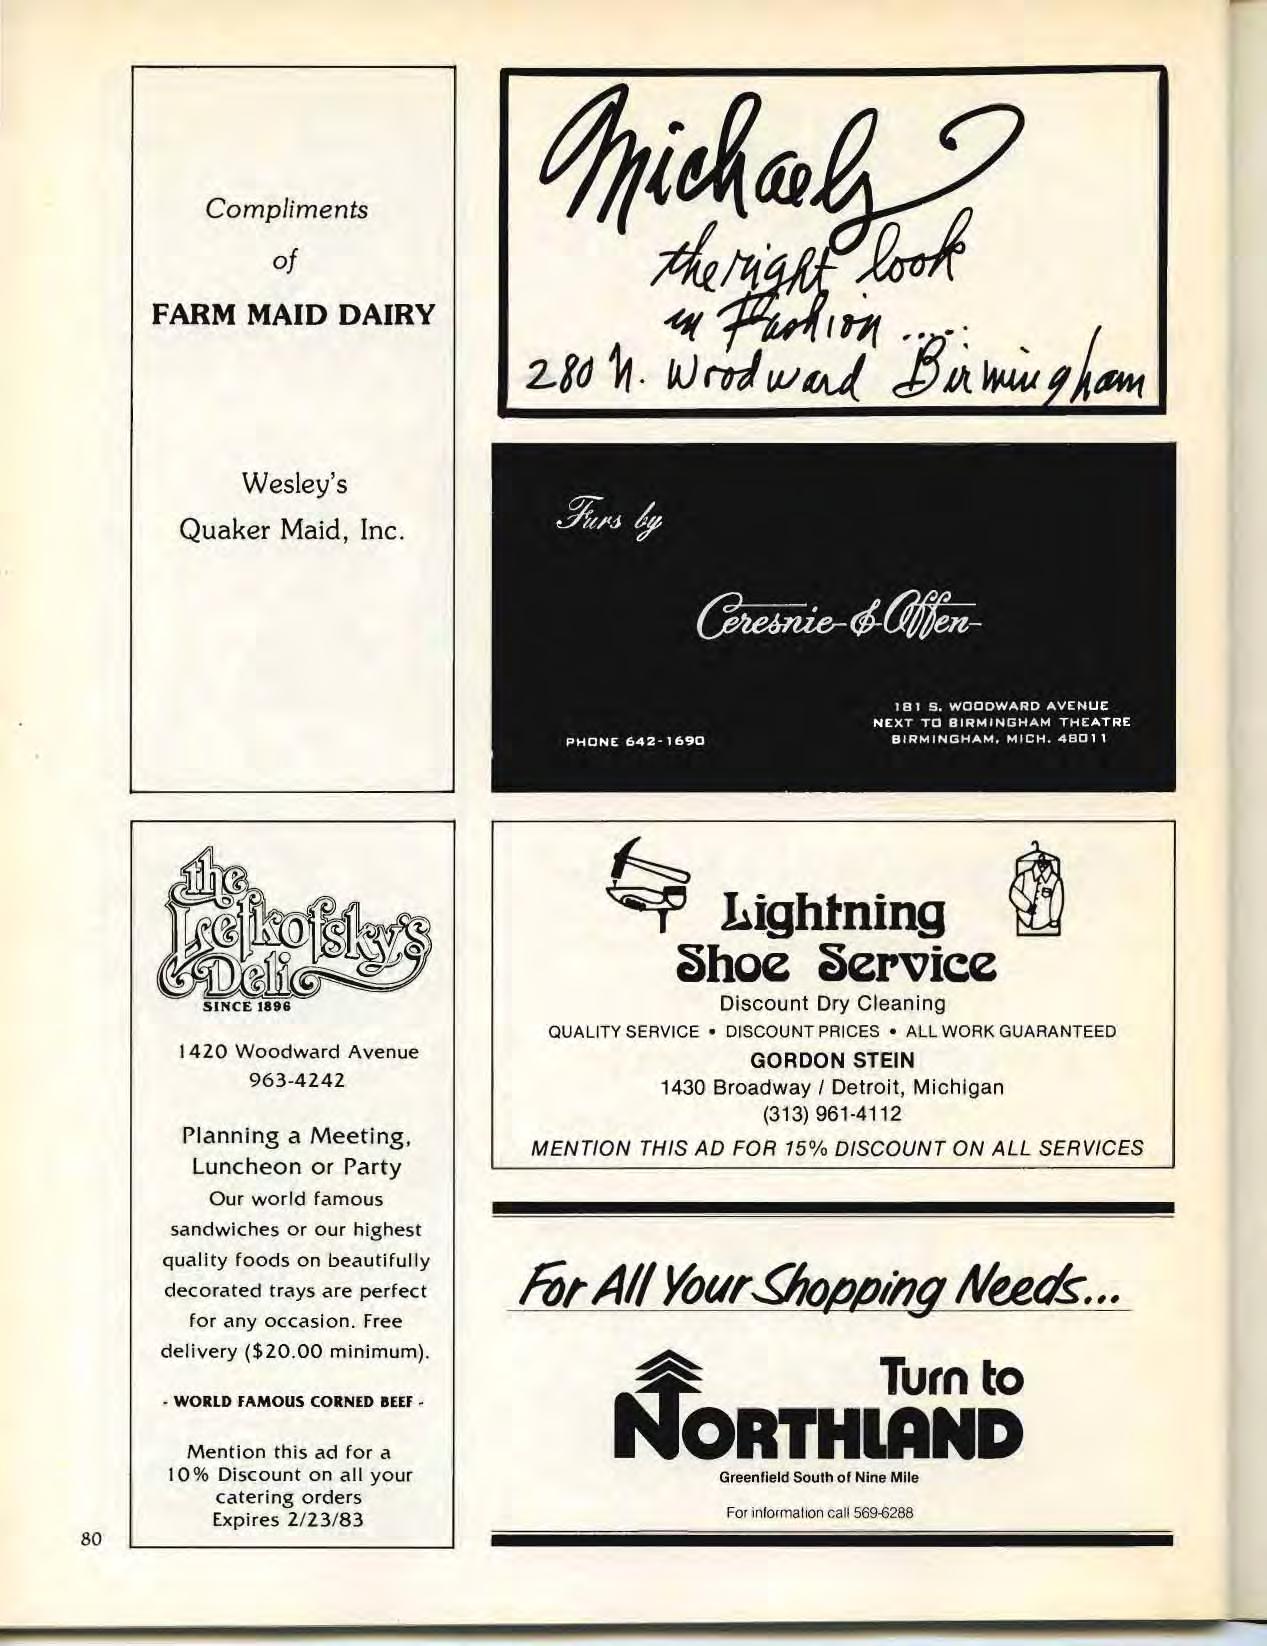 Compliments
of
FARM MAID DAIRY
Wesley's
Quaker Maid, Inc.
Michaels
the right look
in Fashion ....
280 N. Woodward Birmingham
Furs by
Ceresnie & Offen
PHONE 642-1690
181 S. WOODWARD AVENUE
NEXT TO BIRMINGHAM THEATRE
BIRMINGHAM, MICH. 48011
the
Lefkofsky's
Deli
SINCE 1896
1420 Woodward Avenue
963-4242
Planning a Meeting,
Luncheon or Party
Our world famous
sandwiches or our highest
quality foods on beautifully
decorated trays are perfect
for any occasion. Free
delivery ($20.00 minimum).
- WORLD FAMOUS CORNED BEEF -
Mention this ad for a
10% Discount on all your
catering orders
Expires 2/23/83
Lightning
Shoe Service
Discount Dry Cleaning
QUALITY SERVICE • DISCOUNT PRICES • ALL WORK GUARANTEED
GORDON STEIN
1430 Broadway / Detroit, Michigan
(313) 961-4112
MENTION THIS AD FOR 15% DISCOUNT ON ALL SERVICES
For All Your Shopping Needs...
Turn to
NORTHLAND
Greenfield South of Nine Mile
For information call 569-6288
80